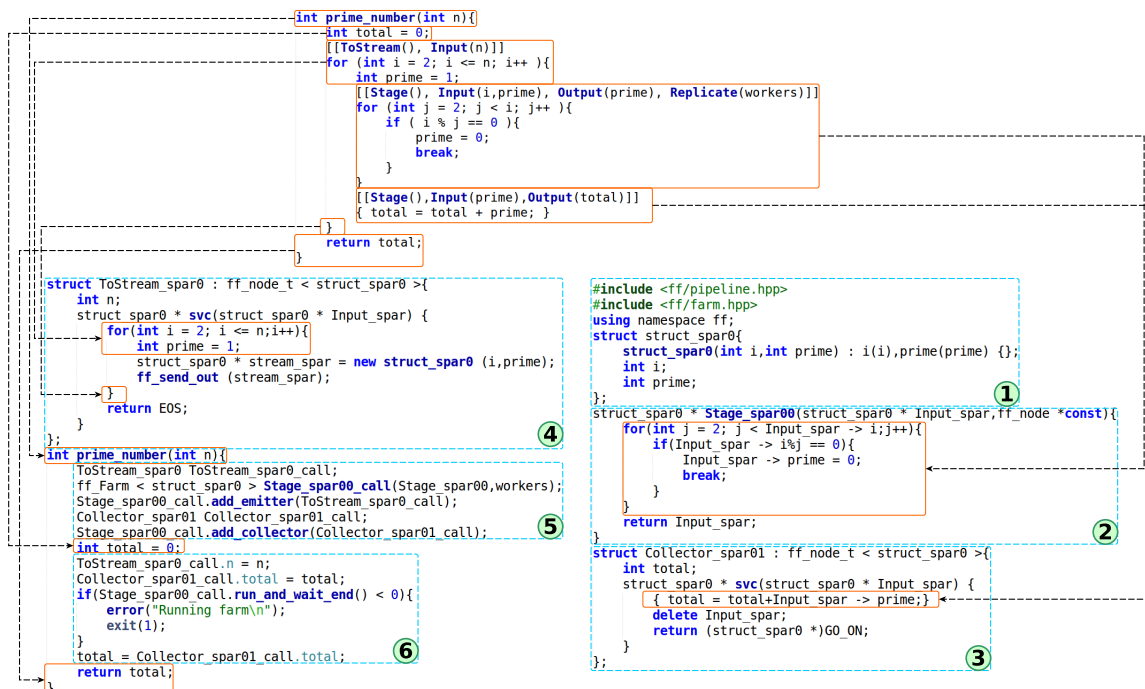 int prime_number(int n){
int total = 0;
[[ToStream(), Input(n)]]
for (int i = 2; i <= n; i++ ){
int prime = 1;
[[Stage(), Input(i,prime), Output(prime), Replicate(workers)]]
for (int j = 2; j < i; j++ ){
if ( i % j == 0 ){
prime = 0;
break;
}
}
[[Stage(),Input(prime),Output(total)]]
{ total = total + prime; }
}
return total;
}
struct ToStream_spar0 : ff_node_t < struct_spar0 >{
int n;
struct_spar0 * svc(struct_spar0 * Input_spar) {
for(int i = 2; i <= n;i++){
int prime = 1;
struct_spar0 * stream_spar = new struct_spar0 (i,prime);
ff_send_out (stream_spar);
}
return EOS;
}
};
4
int prime_number(int n){
ToStream_spar0 ToStream_spar0_call;
ff_Farm < struct_spar0 > Stage_spar00_call(Stage_spar00,workers);
Stage_spar00_call.add_emitter(ToStream_spar0_call);
Collector_spar01 Collector_spar01_call;
Stage_spar00_call.add_collector(Collector_spar01_call);
5
int total = 0;
ToStream_spar0_call.n = n;
Collector_spar01_call.total = total;
if(Stage_spar00_call.run_and_wait_end() < 0){
error("Running farm\n");
exit(1);
}
total = Collector_spar01_call.total;
6
return total;
}
#include <ff/pipeline.hpp>
#include <ff/farm.hpp>
using namespace ff;
struct struct_spar0{
struct_spar0(int i,int prime) : i(i),prime(prime) {};
int i;
int prime;
};
1
struct_spar0 * Stage_spar00(struct_spar0 * Input_spar,ff_node *const){
for(int j = 2; j < Input_spar -> i;j++){
if(Input_spar -> i%j == 0){
Input_spar -> prime = 0;
break;
}
}
return Input_spar;
}
2
struct Collector_spar01 : ff_node_t < struct_spar0 >{
int total;
struct_spar0 * svc(struct_spar0 * Input_spar) {
{ total = total+Input_spar -> prime;}
delete Input_spar;
return (struct_spar0 *)GO_ON;
}
};
3